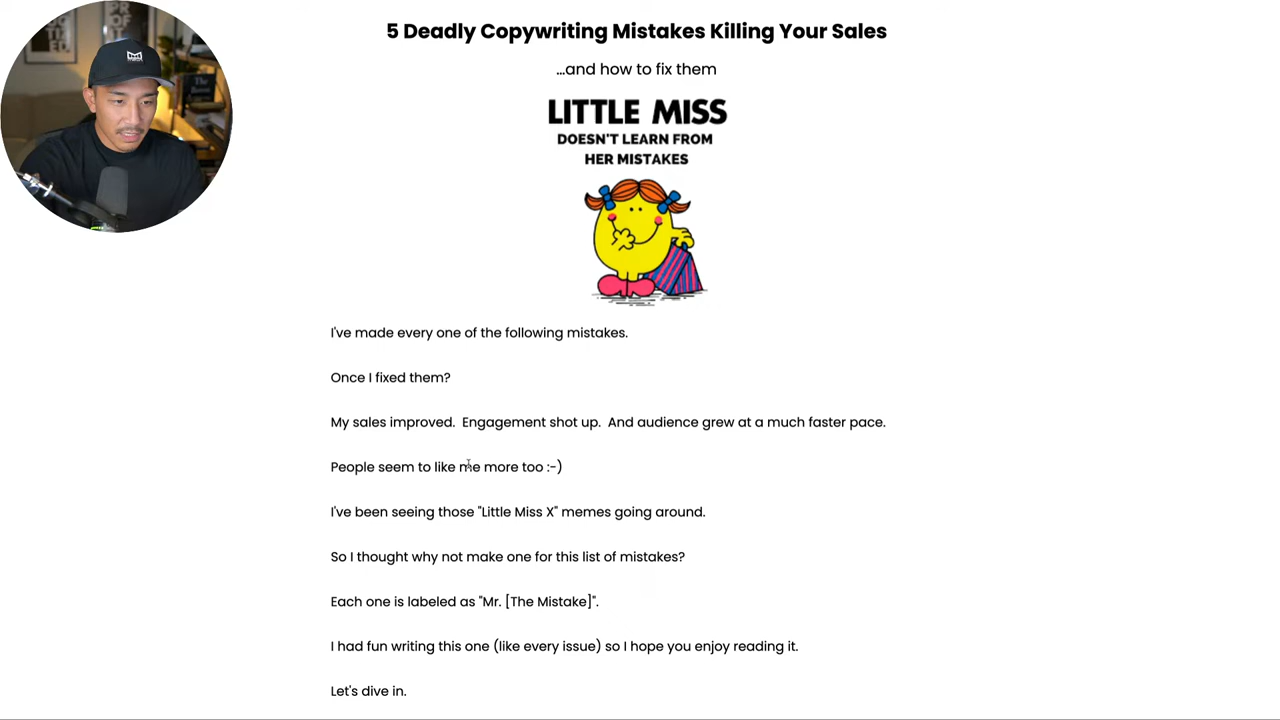 5 Deadly Copywriting Mistakes Killing Your Sales
...and how to fix them
LITTLE MISS
DOESN'T LEARN FROM
HER MISTAKES
I've made every one of the following mistakes.
Once I fixed them?
My sales improved.  Engagement shot up.  And audience grew at a much faster pace.
People seem to like me more too :-)
I've been seeing those "Little Miss X" memes going around.
So I thought why not make one for this list of mistakes?
Each one is labeled as "Mr. [The Mistake]".
I had fun writing this one (like every issue) so I hope you enjoy reading it.
Let's dive in.